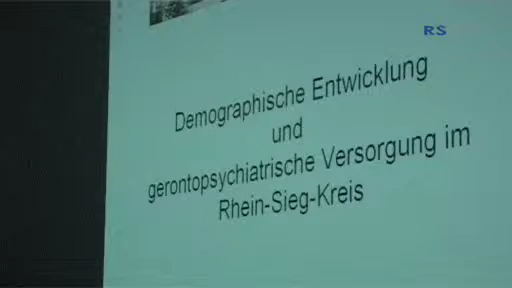 RS
Demographische Entwicklung
und
gerontopsychiatrische Versorgung im
Rhein-Sieg-Kreis